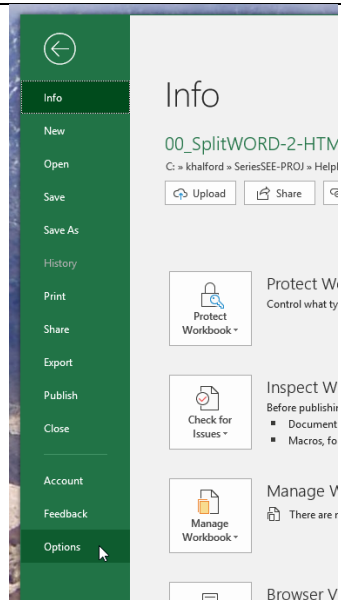 Info
New
Open
Save
Save As
History
Print
Share
Export
Publish
Close
Account
Feedback
Options
Info
00_SplitWORD-2-HTM
C: » khalford » SeriesSEE-PROJ » Help
Upload
Share
Protect Workbook
Protect W
Control what ty
Check for Issues
Inspect W
Before publishin
Document
Macros, fo
Manage Workbook
Manage W
There are r
Browser V